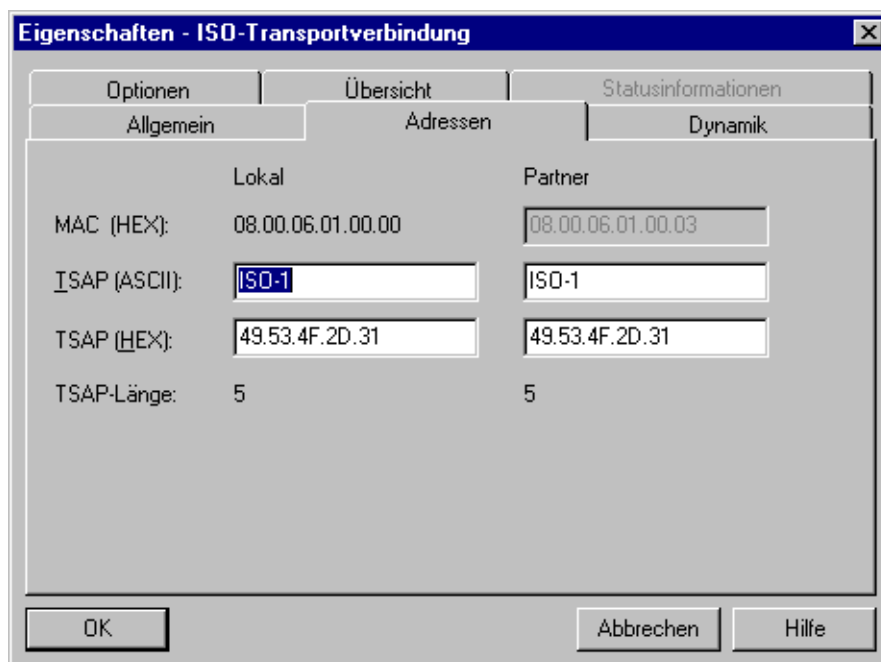 Eigenschaften - ISO-Transportverbindung
Optionen Übersicht Statusinformationen
Allgemein Adressen Dynamik
Lokal Partner
MAC (HEX): 08.00.06.01.00.00 08.00.06.01.00.03
TSAP (ASCII): ISO-1 ISO-1
TSAP (HEX): 49.53.4F.2D.31 49.53.4F.2D.31
TSAP-Länge: 5 5
OK Abbrechen Hilfe